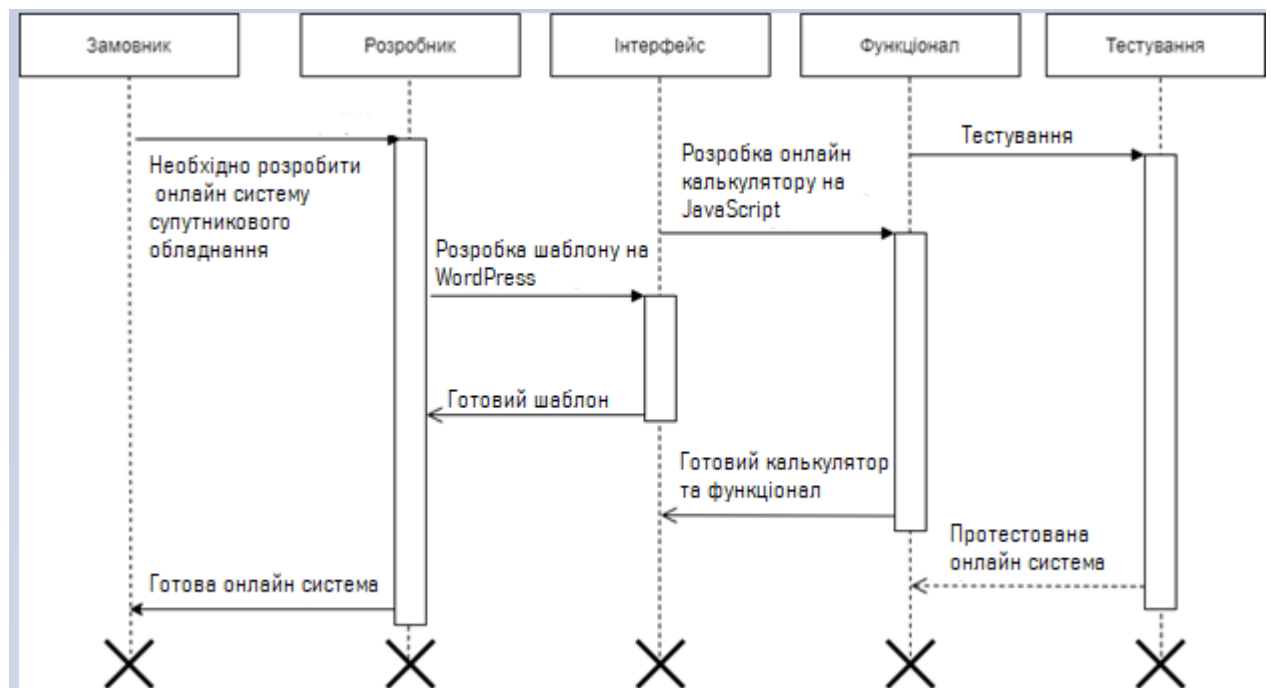 Замовник
Розробник
Інтерфейс
Функціонал
Тестування
Необхідно розробити
онлайн систему
супутникового
обладнання
Розробка шаблону на
WordPress
Розробка онлайн
калькулятору на
JavaScript
Тестування
Готовий шаблон
Готовий калькулятор
та функціонал
Протестована
онлайн система
Готова онлайн система